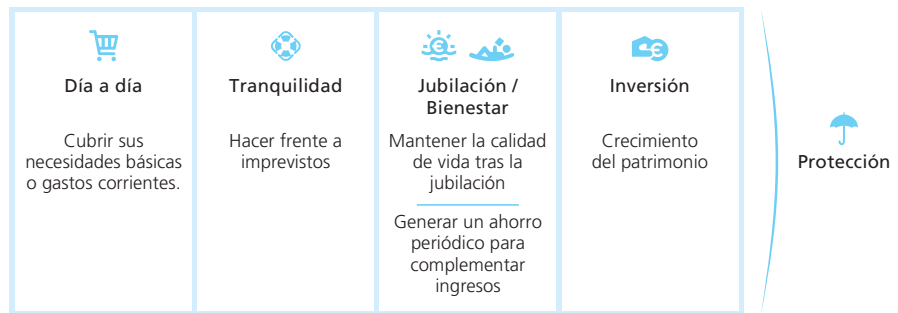 Día a día
Cubrir sus
necesidades básicas
o gastos corrientes.
Tranquilidad
Hacer frente a
imprevistos
Jubilación /
Bienestar
Mantener la calidad
de vida tras la
jubilación
Generar un ahorro
periódico para
complementar
ingresos
Inversión
Crecimiento
del patrimonio
Protección